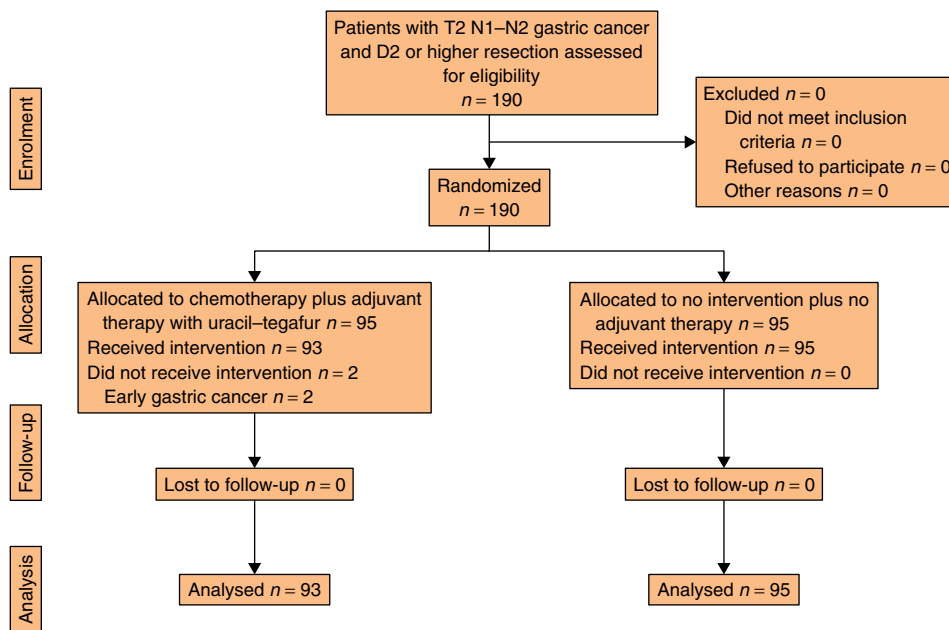 Enrolment
Patients with T2 N1–N2 gastric cancer
and D2 or higher resection assessed
for eligibility
n = 190
Excluded n = 0
Did not meet inclusion
criteria n = 0
Refused to participate n = 0
Other reasons n = 0
Randomized
n = 190
Allocation
Allocated to chemotherapy plus adjuvant
therapy with uracil–tegafur n = 95
Received intervention n = 93
Did not receive intervention n = 2
Early gastric cancer n = 2
Allocated to no intervention plus no
adjuvant therapy n = 95
Received intervention n = 95
Did not receive intervention n = 0
Follow-up
Lost to follow-up n = 0
Lost to follow-up n = 0
Analysis
Analysed n = 93
Analysed n = 95